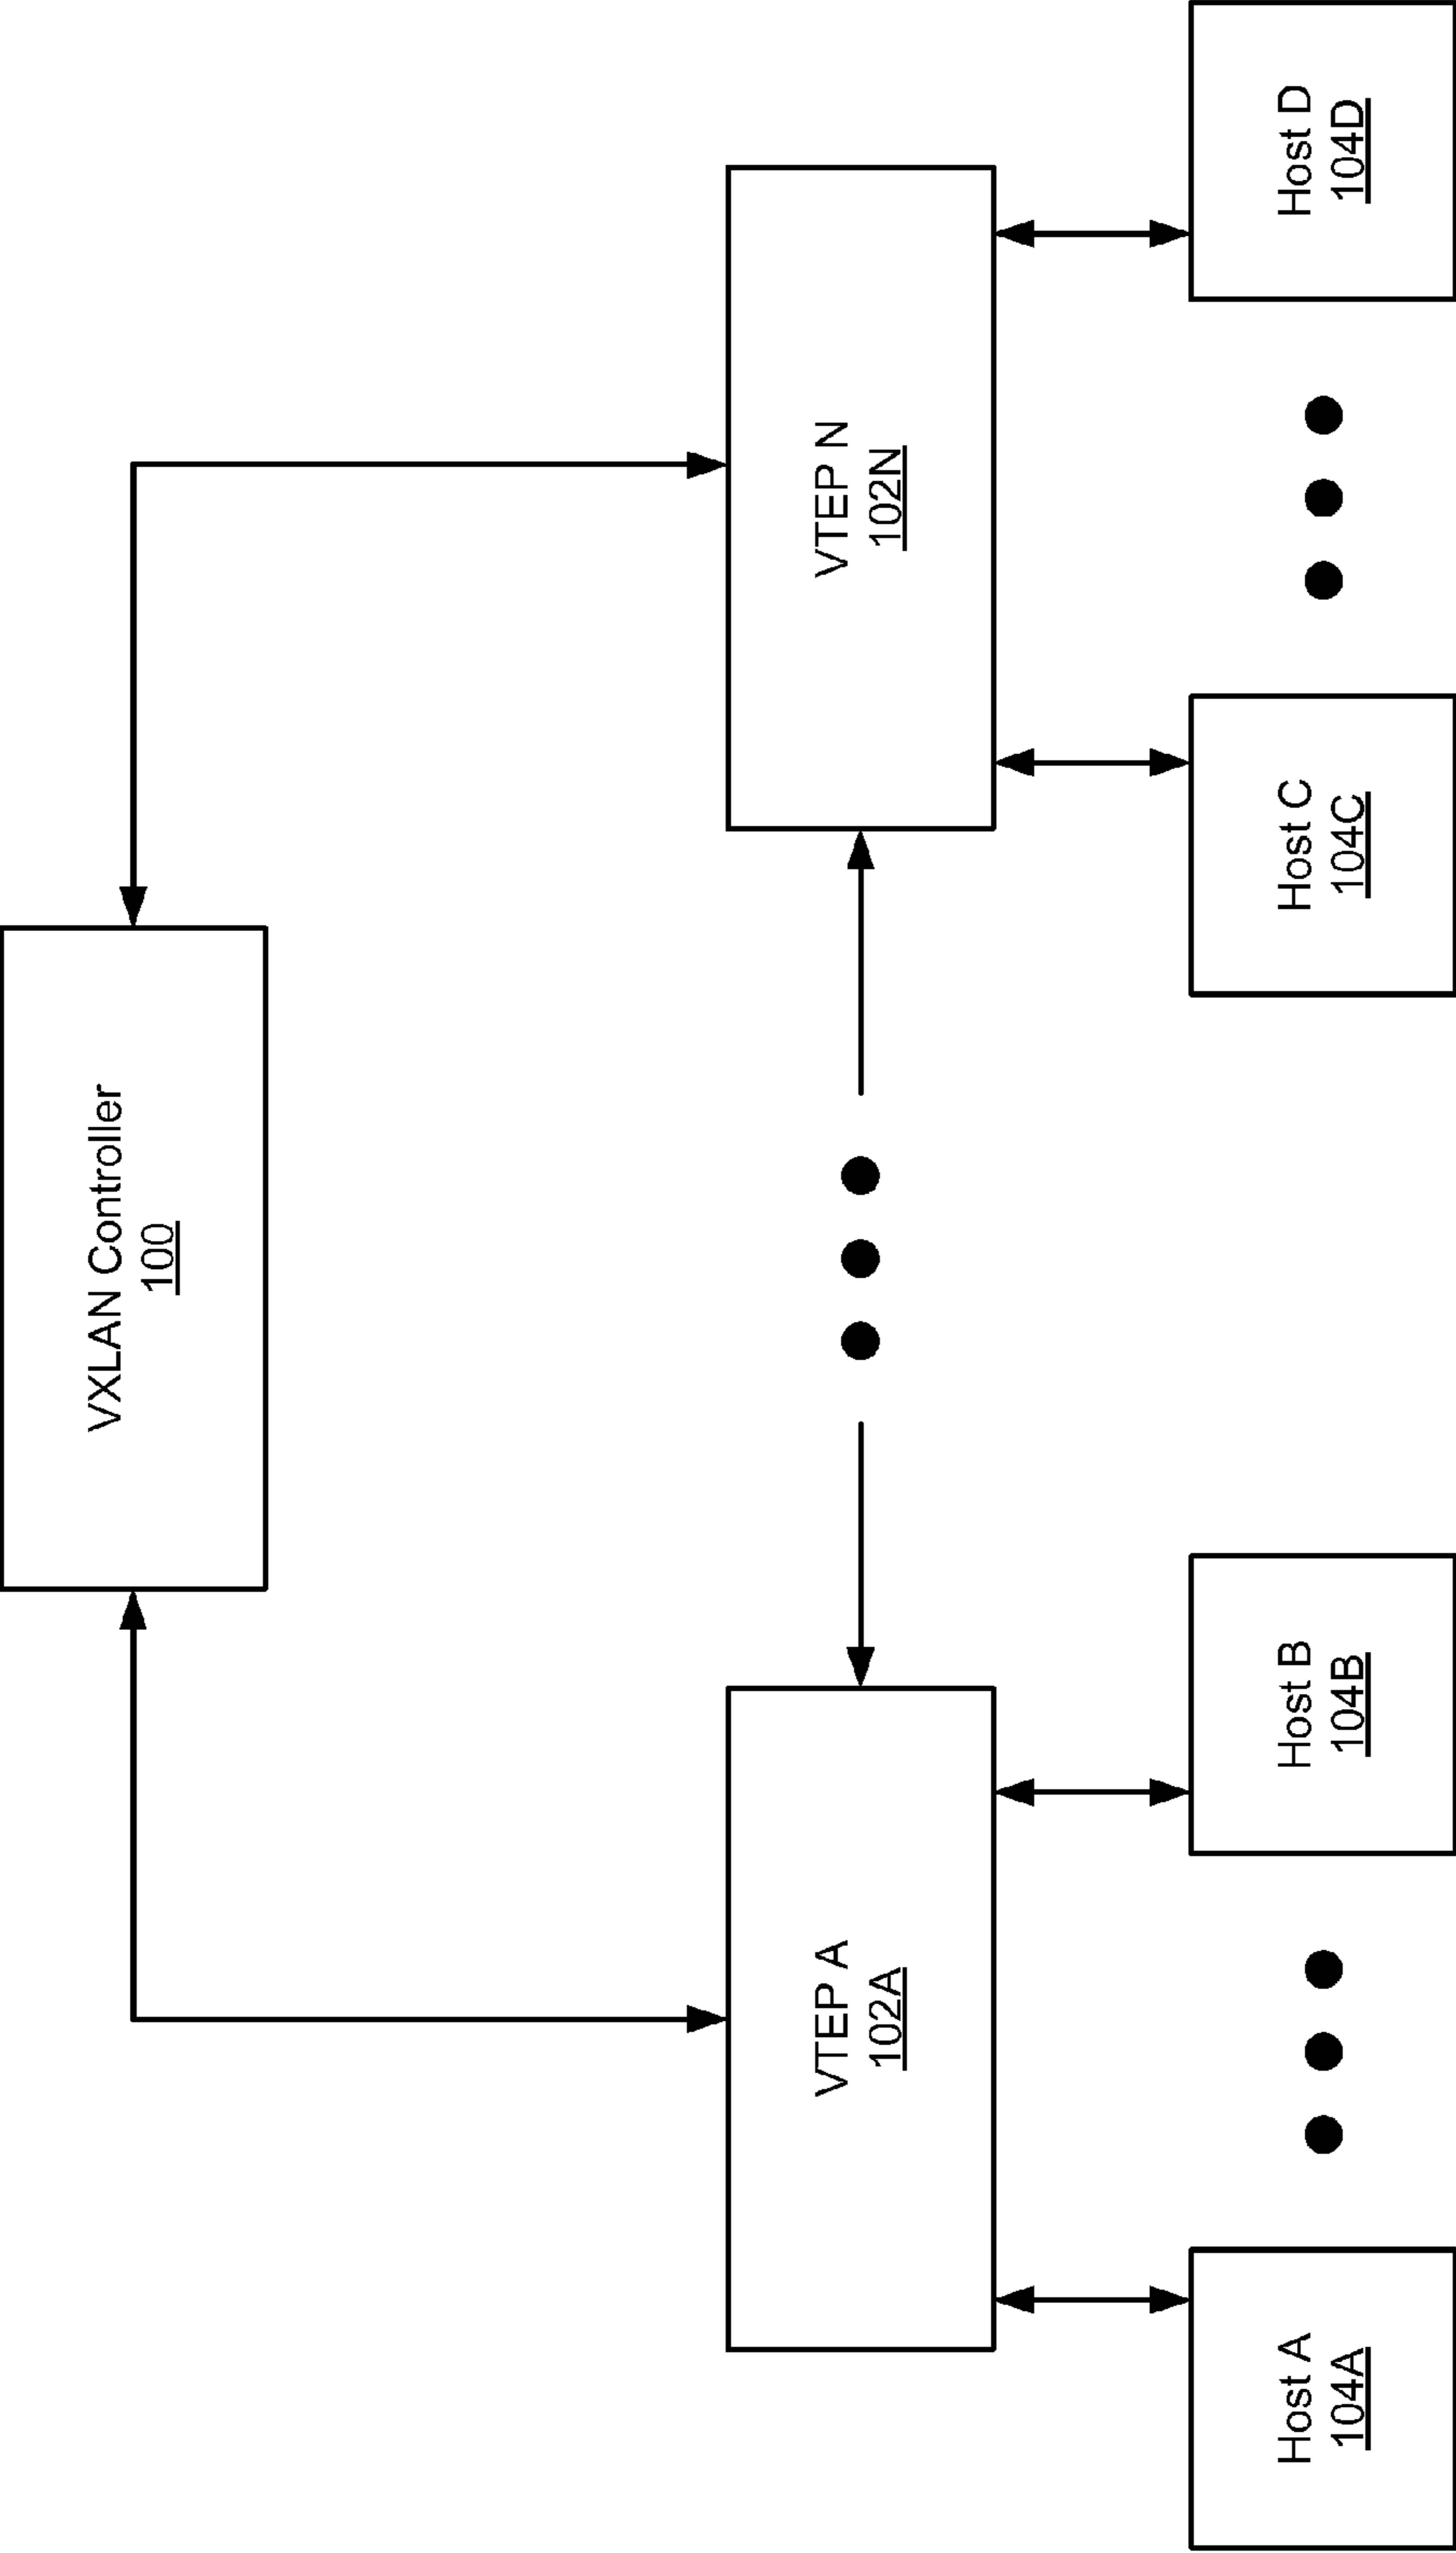 VXLAN Controller
100
VTEP A
102A
VTEP N
102N
Host A
104A
Host B
104B
Host C
104C
Host D
104D